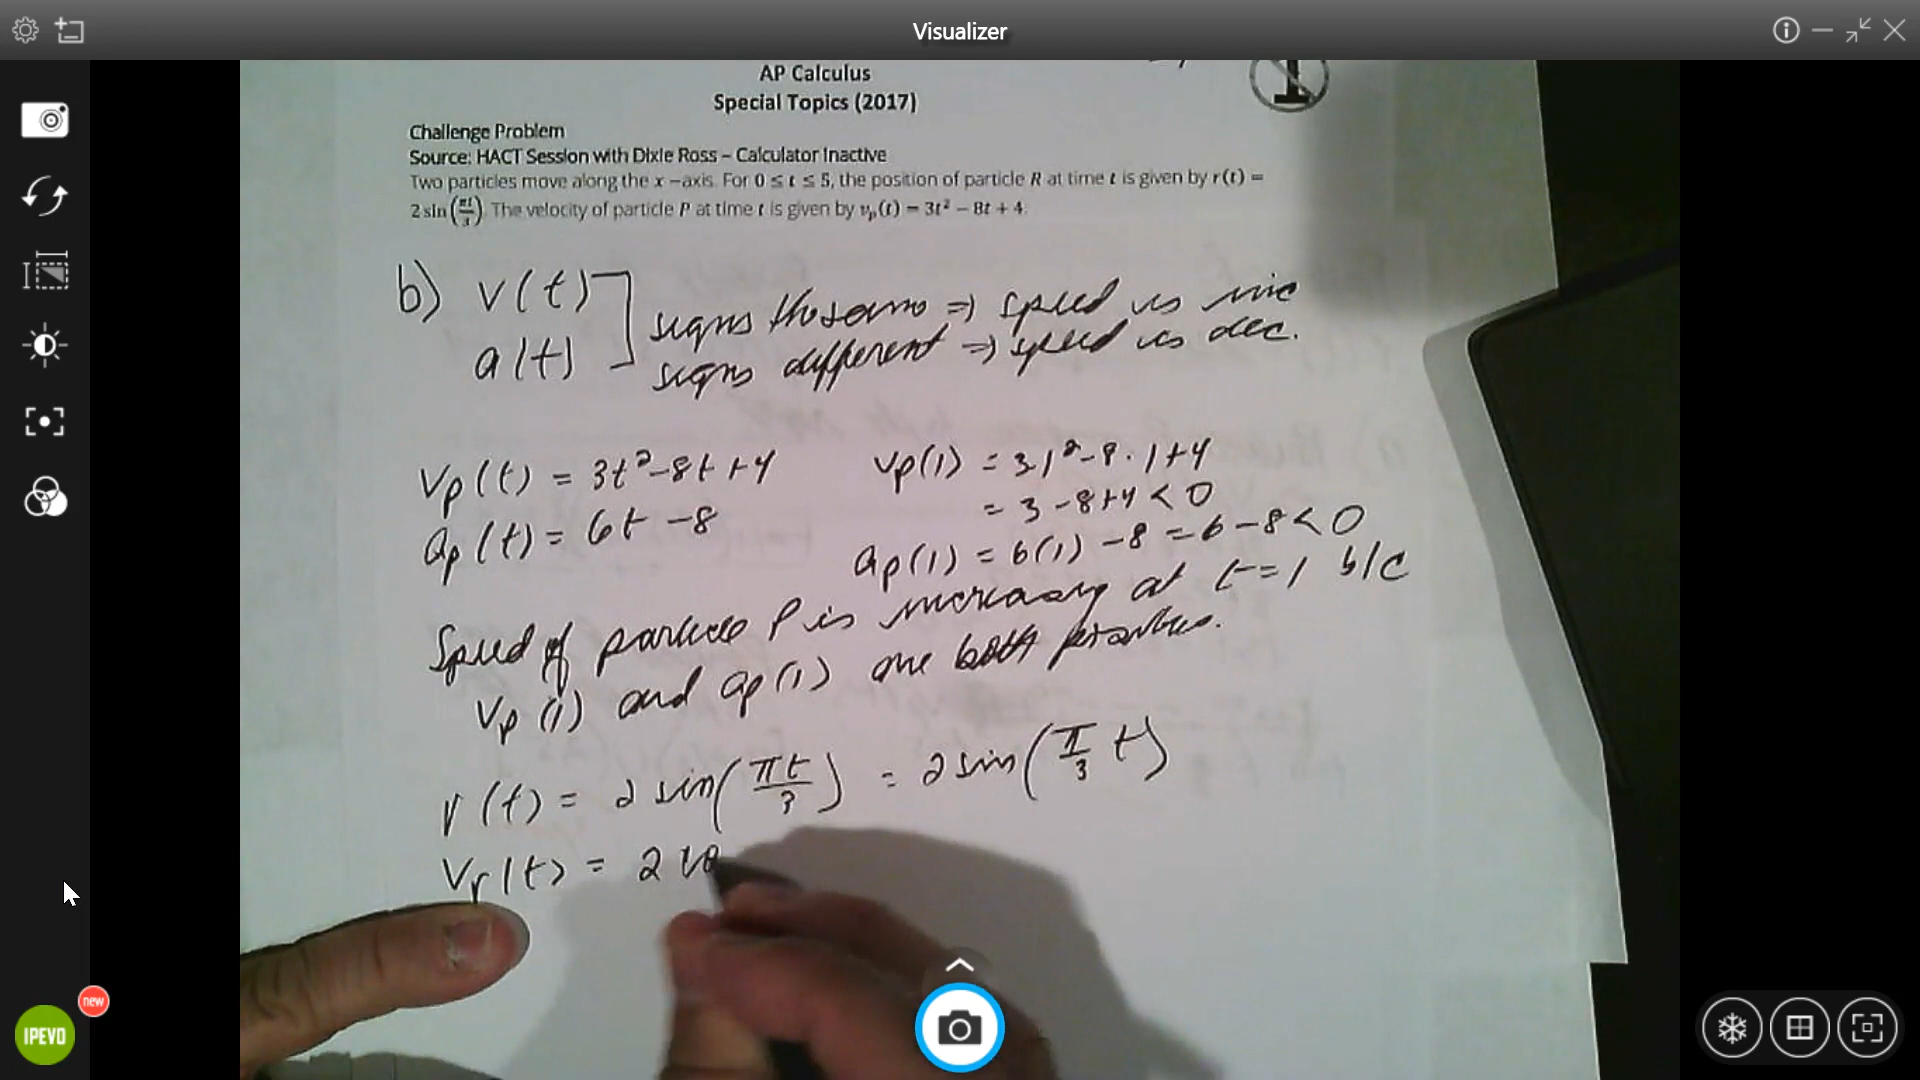 Visualizer
AP Calculus
Special Topics (2017)
Challenge Problem
Source: HACT Session with Dixie Ross – Calculator Inactive
Two particles move along the x –axis. For 0 ≤ t ≤ 5, the position of particle R at time t is given by r(t) =
2 sin(πt/3). The velocity of particle P at time t is given by vₚ(t) = 3t² – 8t + 4.
b) v(t)
a(t)
signs the same => speed is inc
signs different => speed is dec.
Vp(t) = 3t²-8t+4
ap(t) = 6t -8
vp(1) = 3·1²-8·1+4
= 3-8+4 < 0
ap(1) = 6(1) -8 = 6-8 < 0
Speed of particle P is increasing at t=1 b/c
Vp(1) and ap(1) are both
r(t) = 2 sin(πt/3) = 2 sin(π/3 t)
Vr(t) = 2
new
IPEVO